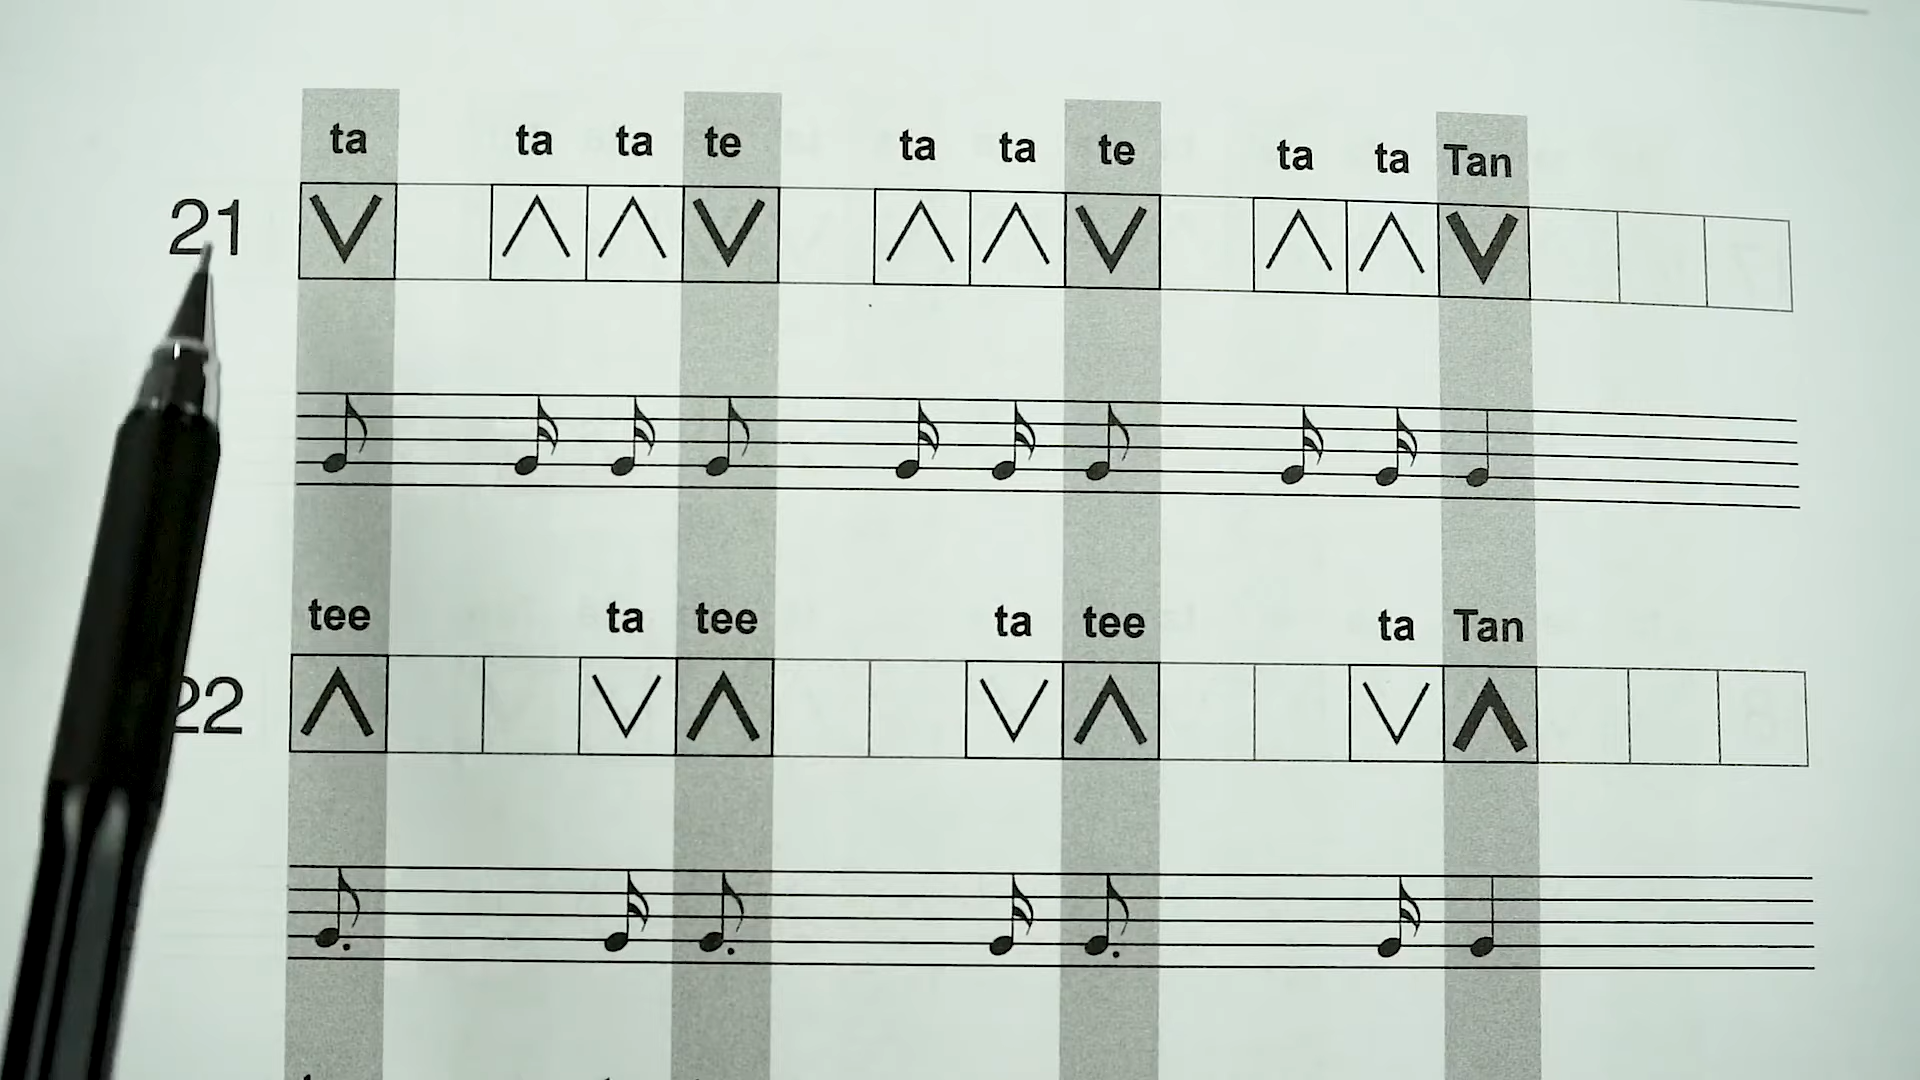 ta ta ta te ta ta te ta ta Tan
21
tee ta tee ta tee ta Tan
22